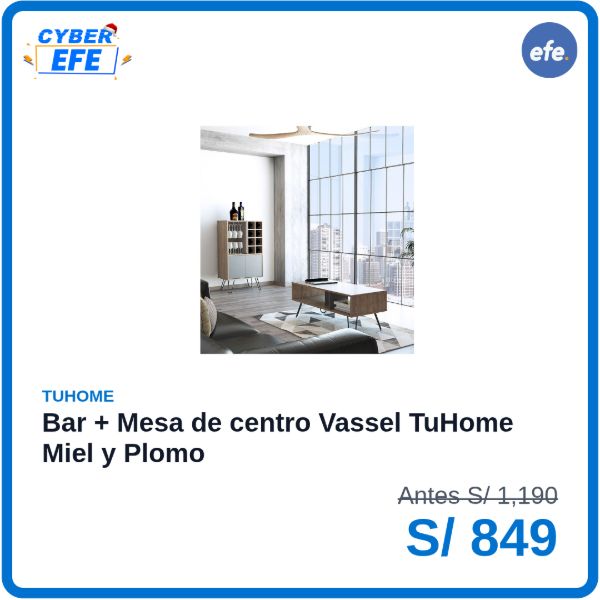 CYBER
EFE
efe.
TUHOME
Bar + Mesa de centro Vassel TuHome
Miel y Plomo
Antes S/ 1,190
S/ 849